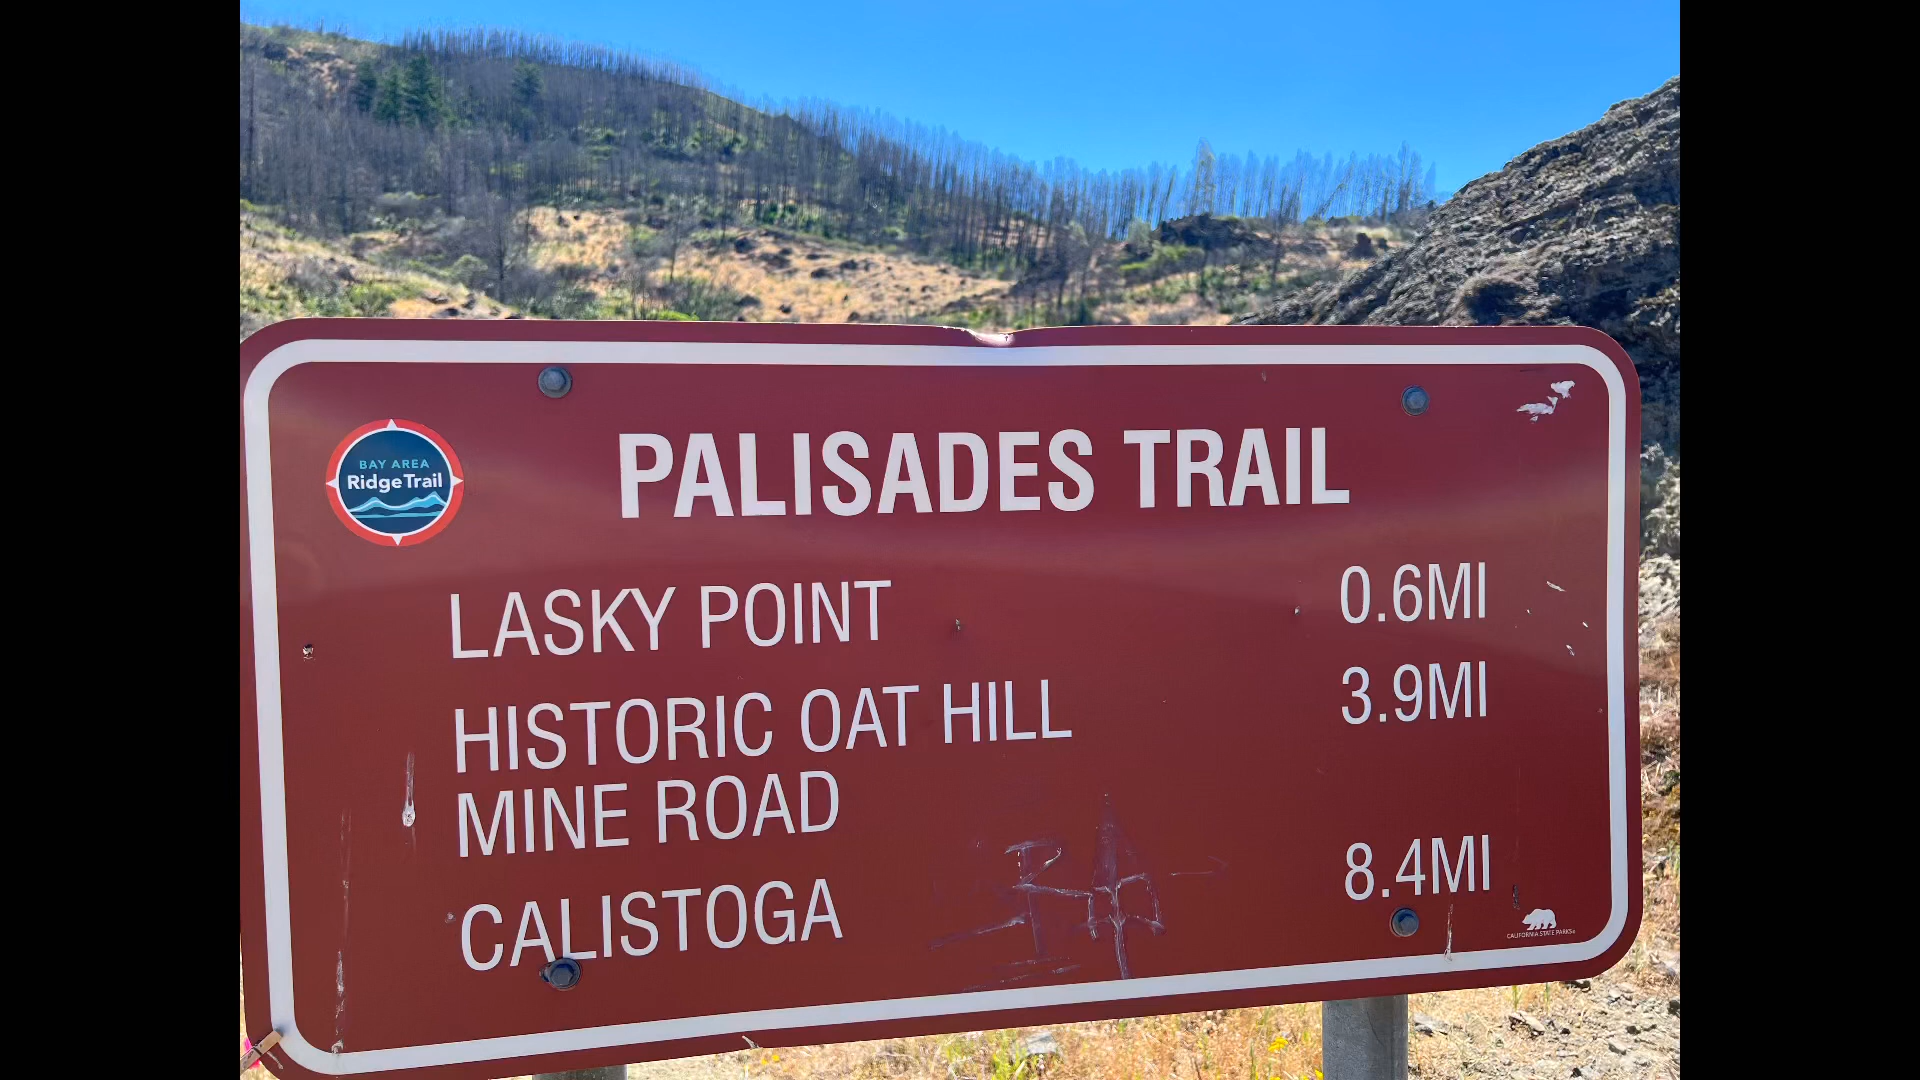 BAY AREA
Ridge Trail
PALISADES TRAIL
LASKY POINT 0.6MI
HISTORIC OAT HILL 3.9MI
MINE ROAD
CALISTOGA 8.4MI
CALIFORNIA STATE PARKS